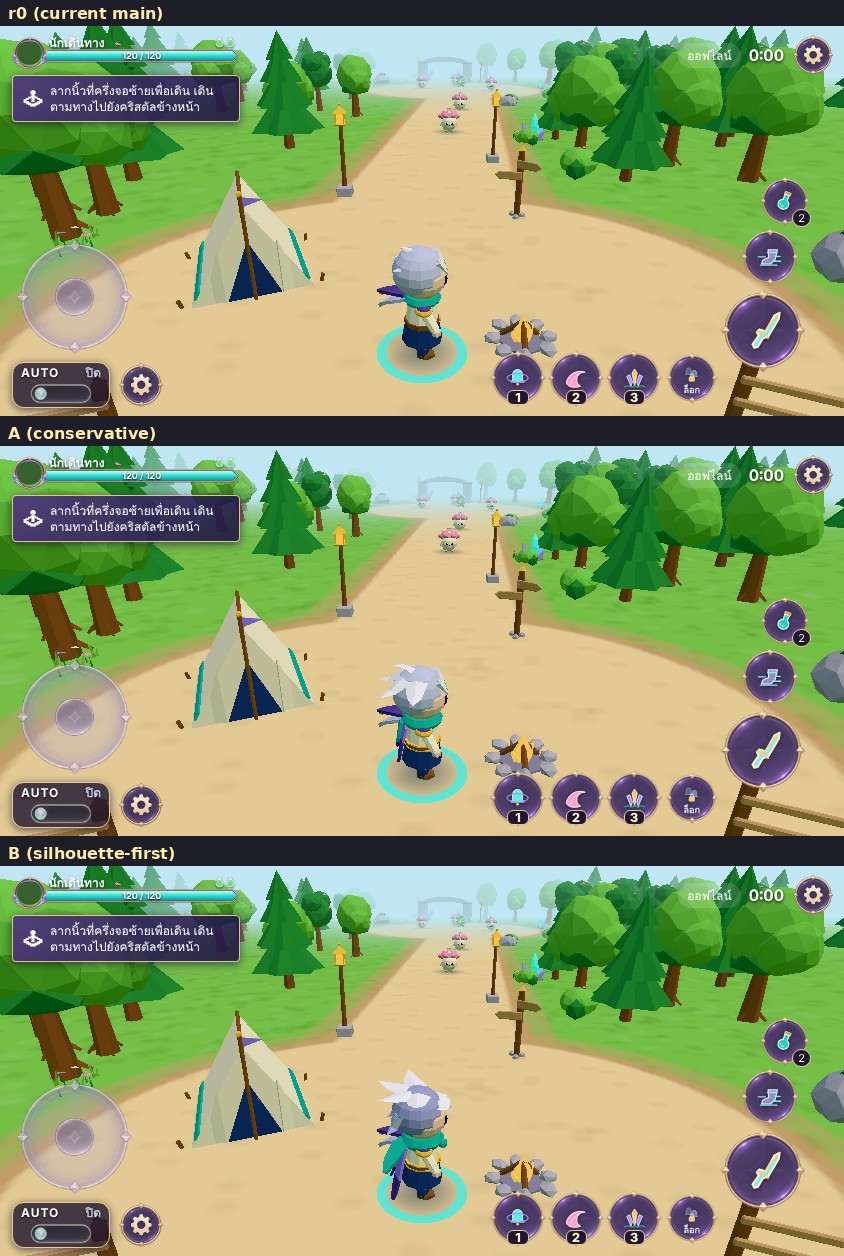 r0 (current main)
นักเดินทาง
120 / 120
ออฟไลน์ 0:00
ลากนิ้วที่ครึ่งจอซ้ายเพื่อเดิน เดิน
ตามทางไปยังคริสตัลข้างหน้า
2
AUTO ปิด
1 2 3 ล็อก
A (conservative)
นักเดินทาง
120 / 120
ออฟไลน์ 0:00
ลากนิ้วที่ครึ่งจอซ้ายเพื่อเดิน เดิน
ตามทางไปยังคริสตัลข้างหน้า
2
AUTO ปิด
1 2 3 ล็อก
B (silhouette-first)
นักเดินทาง
120 / 120
ออฟไลน์ 0:00
ลากนิ้วที่ครึ่งจอซ้ายเพื่อเดิน เดิน
ตามทางไปยังคริสตัลข้างหน้า
2
AUTO ปิด
1 2 3 ล็อก